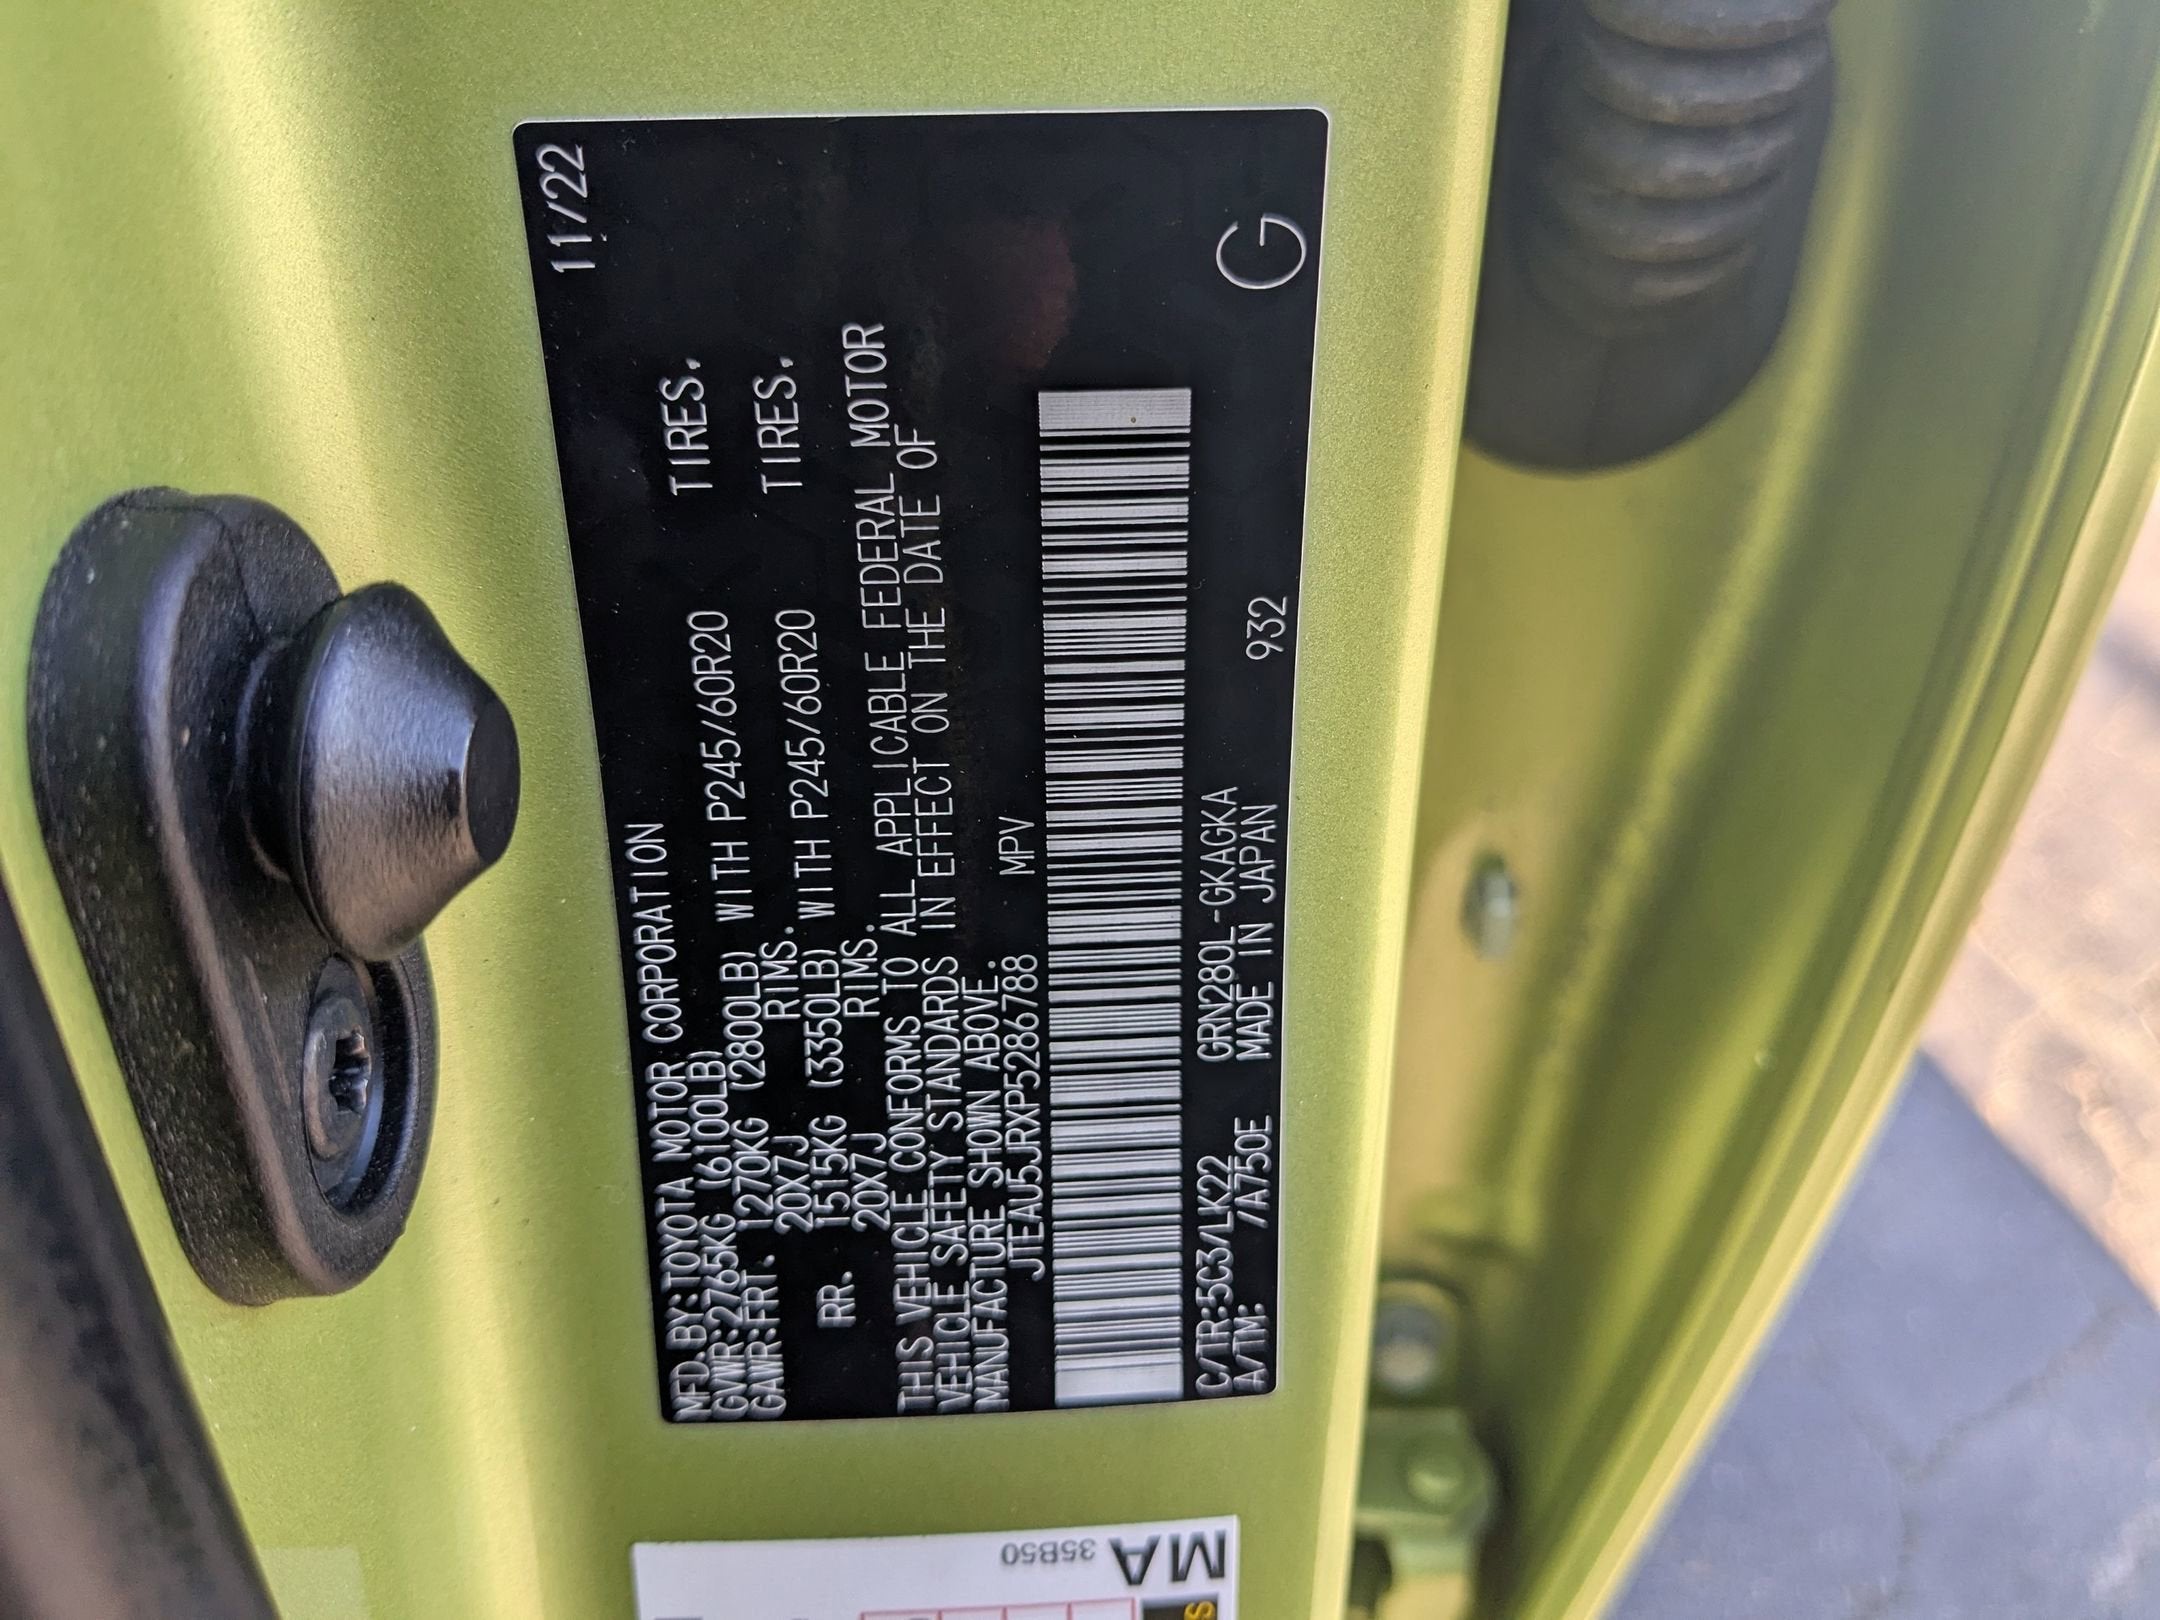 11/22
MFD.BY:TOYOTA MOTOR CORPORATION
GVWR:2765KG (6100LB)
GAWR:FRT. 1270KG (2800LB) WITH P245/60R20 TIRES,
20X7J RIMS.
RR. 1515KG (3350LB) WITH P245/60R20 TIRES,
20X7J RIMS.
THIS VEHICLE CONFORMS TO ALL APPLICABLE FEDERAL MOTOR
VEHICLE SAFETY STANDARDS IN EFFECT ON THE DATE OF
MANUFACTURE SHOWN ABOVE.
JTEAU5JRXP5286788 MPV
C/TR:5C3/LK22 GRN280L-GKAGKA
A/TM: /A750E MADE IN JAPAN 932 G
35B50
MA